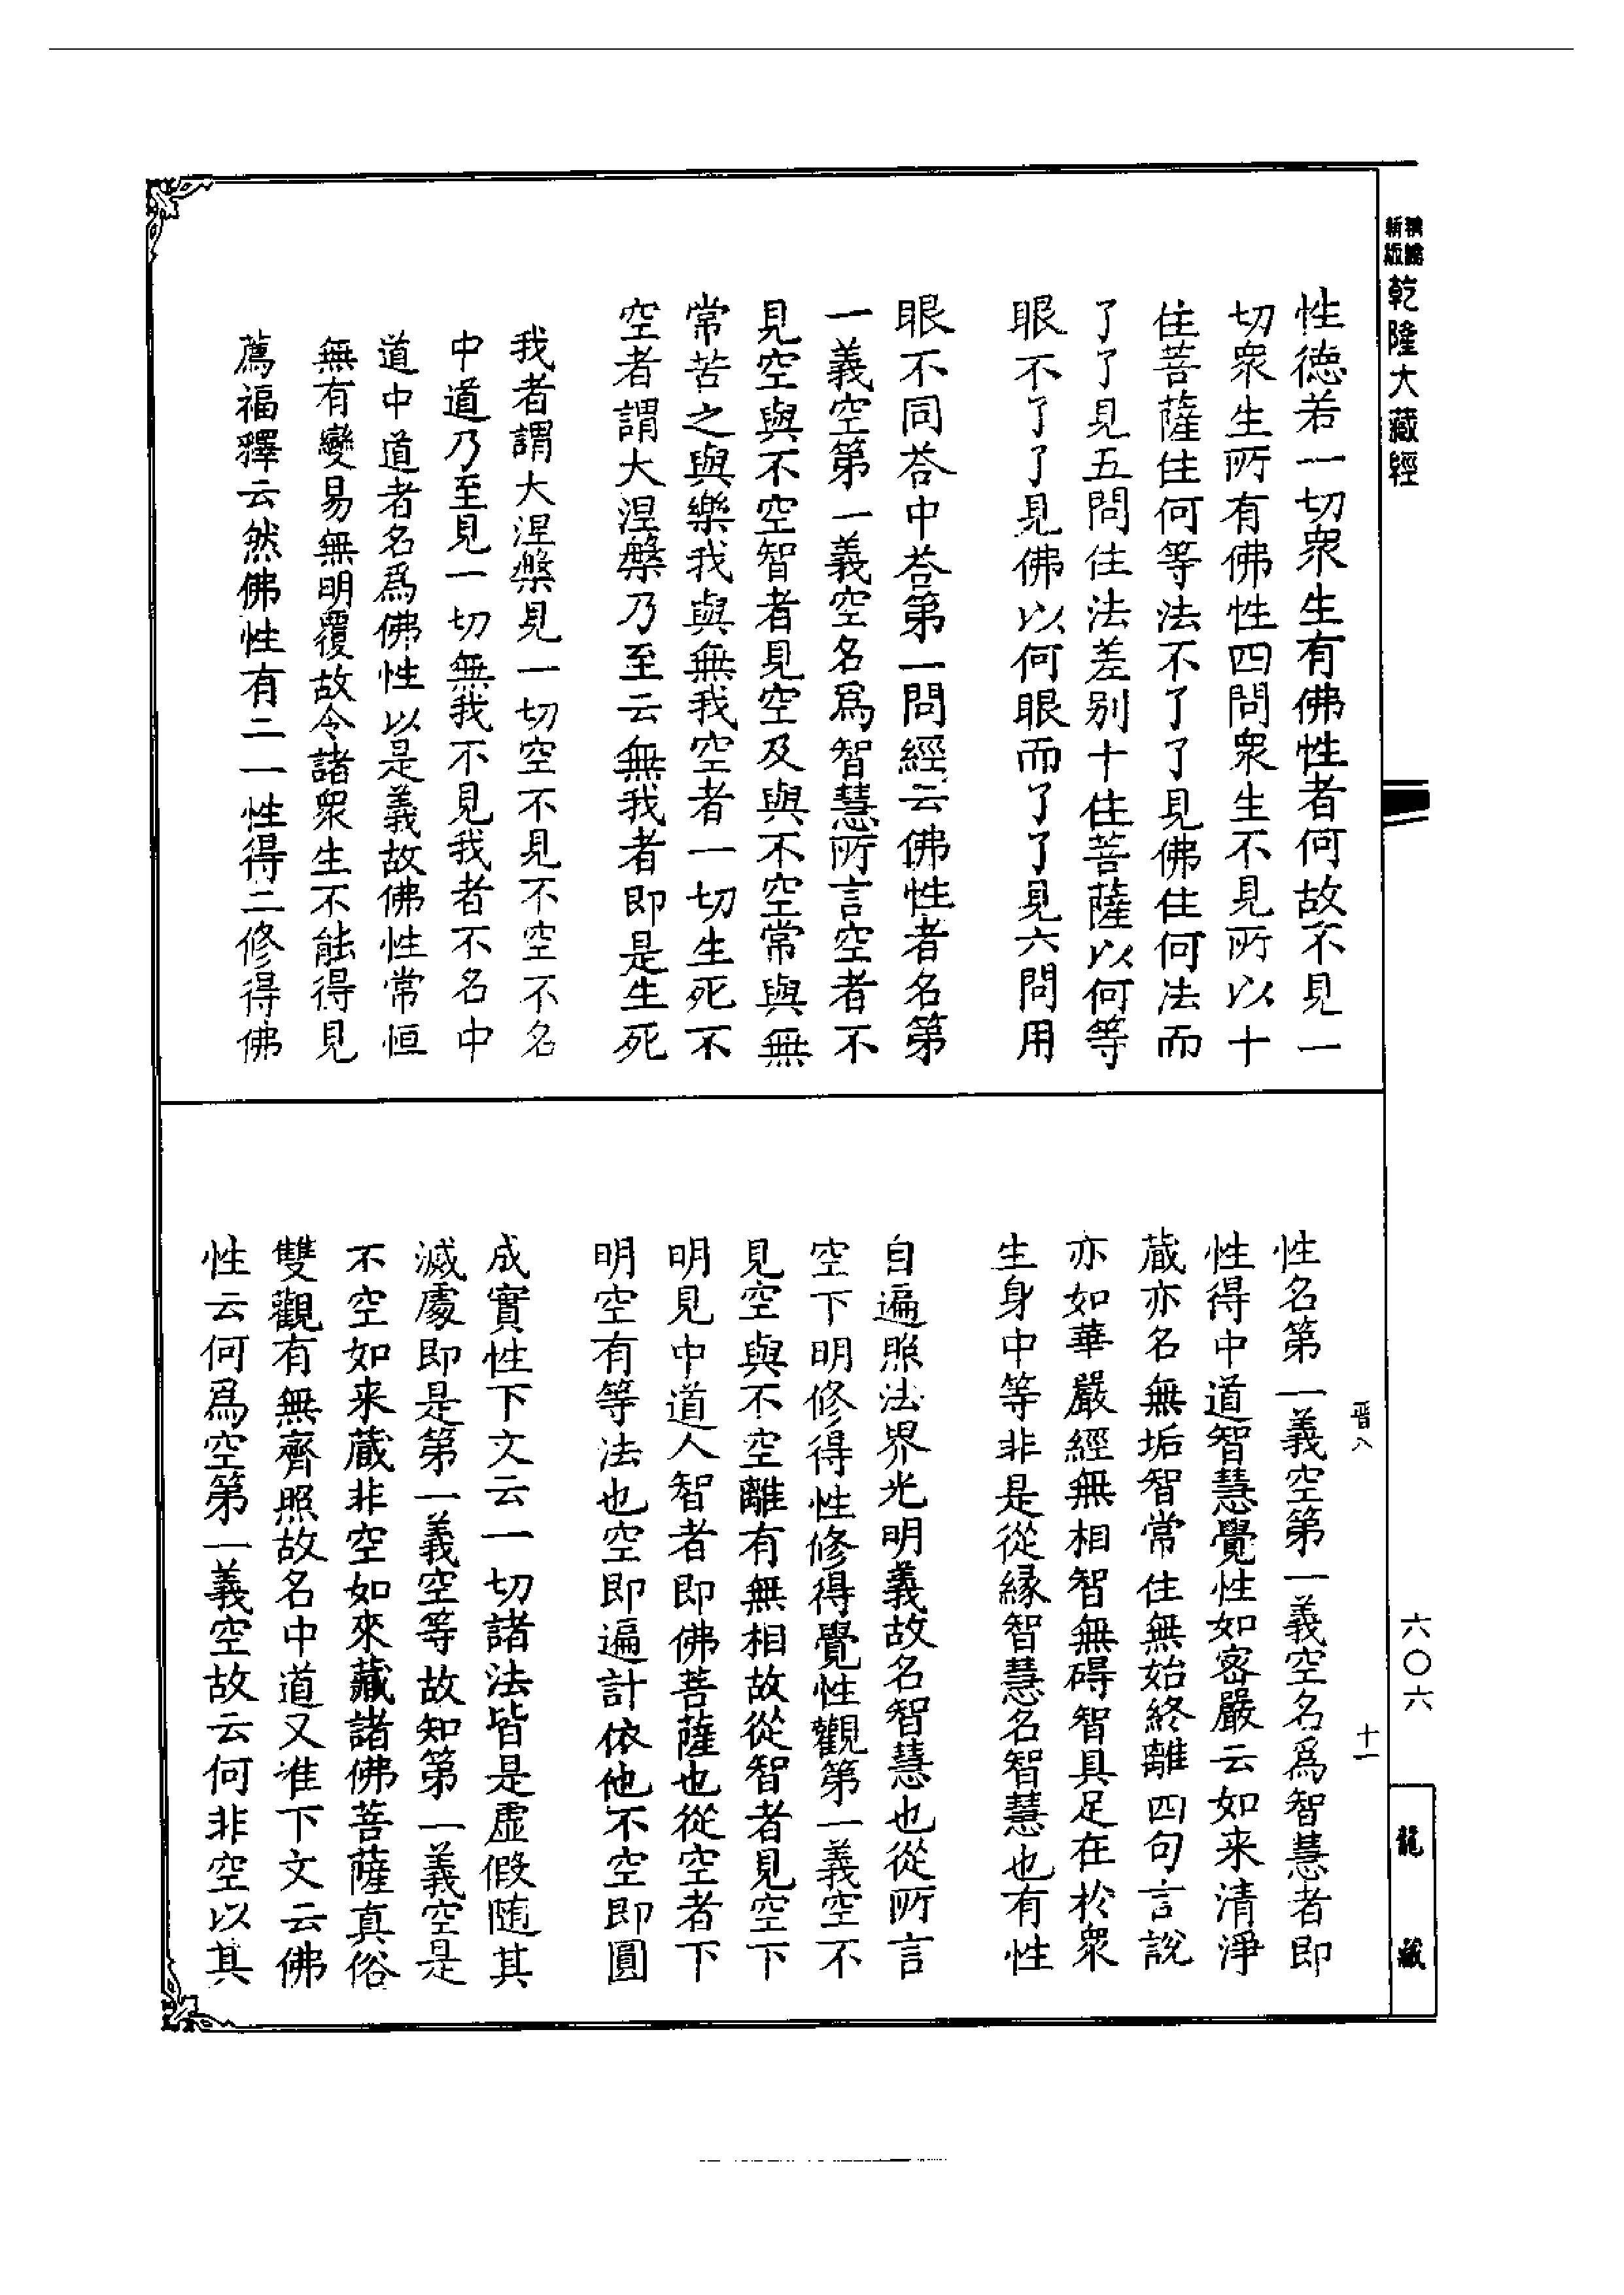 精繪
新版
乾隆大藏經
性德若一切眾生有佛性者何故不見一
切眾生所有佛性四問眾生不見所以十
住菩薩住何等法不了了見佛住何法而
了了見五問住法差別十住菩薩以何等
眼不了了見佛以何眼而了了見六問用
眼不同荅中荅第一問經云佛性者名第
一義空第一義空名為智慧所言空者不
見空與不空智者見空及與不空常與無
常苦之與樂我與無我空者一切生死不
空者謂大涅槃乃至云無我者即是生死
我者謂大涅槃見一切空不見不空不名
中道乃至見一切無我不見我者不名中
道中道者名為佛性以是義故佛性常恒
無有變易無明覆故令諸眾生不能得見
薦福釋云然佛性有二一性得二修得佛
性名第一義空第一義空名為智慧者即
性得中道智慧覺性如密嚴云如来清淨
蔵亦名無垢智常住無始終離四句言說
亦如華嚴經無相智無碍智具足在於眾
生身中等非是從緣智慧名智慧也有性
自遍照法界光明義故名智慧也從所言
空下明修得性修得覺性觀第一義空不
見空與不空離有無相故從智者見空下
明見中道人智者即佛菩薩也從空者下
明空有等法也空即遍計依他不空即圓
成實性下文云一切諸法皆是虛假随其
滅處即是第一義空等故知第一義空是
不空如来蔵非空如來藏諸佛菩薩真俗
雙觀有無齊照故名中道又准下文云佛
性云何為空第一義空故云何非空以其
晋八
十一
六〇六
龍藏